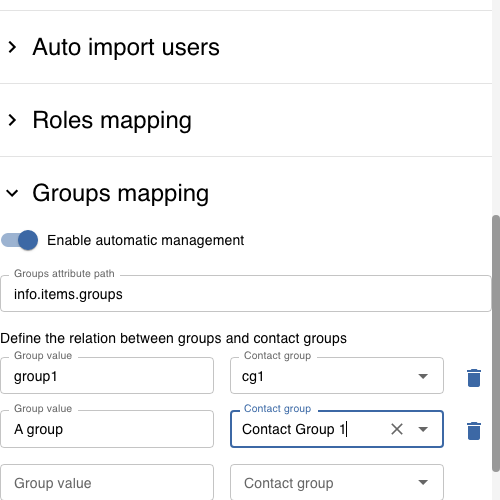 Auto import users
Roles mapping
Groups mapping
Enable automatic management
Groups attribute path
info.items.groups
Define the relation between groups and contact groups
Group value Contact group
group1 cg1
Group value Contact group
A group Contact Group 1
Group value Contact group